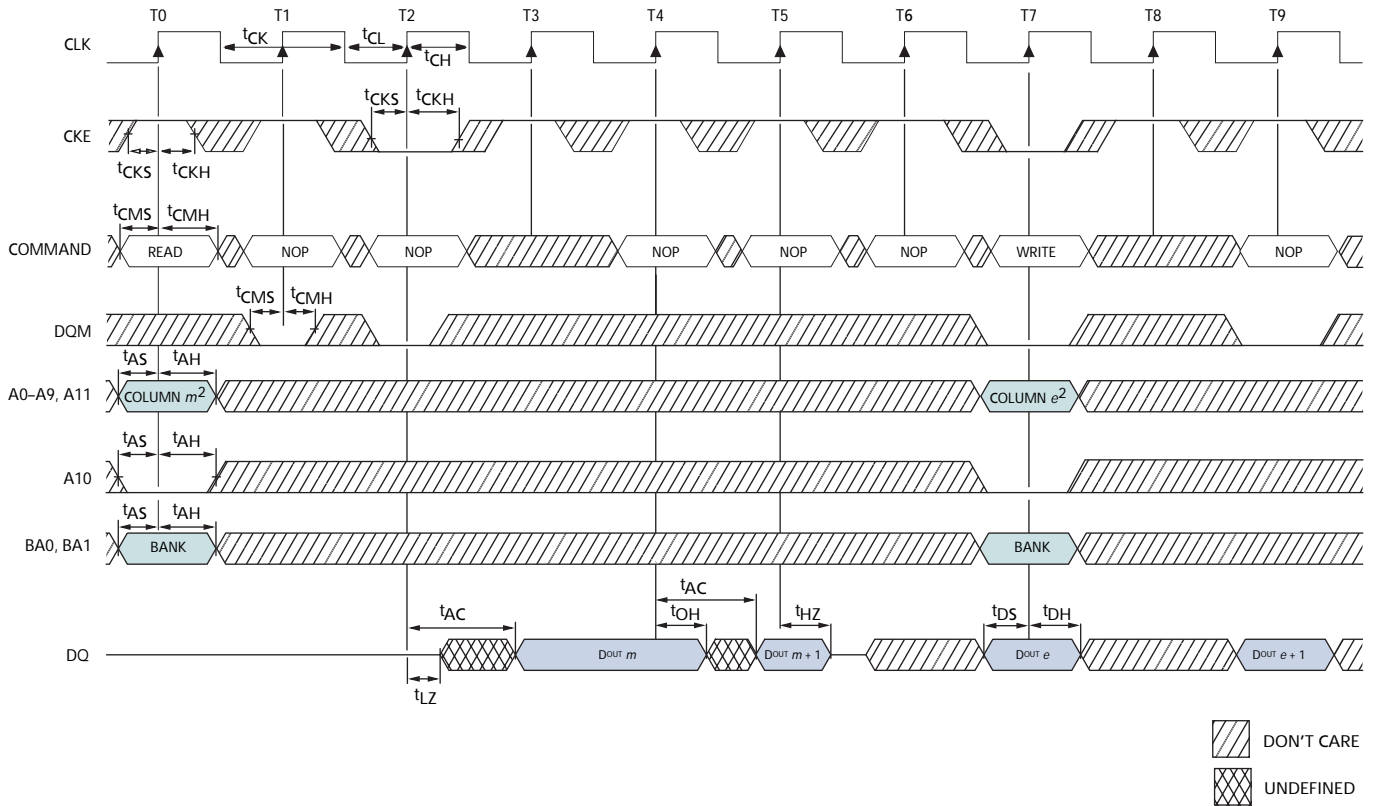 T0 T1 T2 T3 T4 T5 T6 T7 T8 T9
CLK tCK tCL tCH
tCKS tCKH
CKE
tCKS tCKH
tCMS tCMH
COMMAND READ NOP NOP NOP NOP NOP WRITE NOP
tCMS tCMH
DQM
tAS tAH
A0–A9, A11 COLUMN m2 COLUMN e2
tAS tAH
A10
tAS tAH
BA0, BA1 BANK BANK
tAC tAC tOH tHZ tDS tDH
DQ DOUT m DOUT m + 1 DOUT e DOUT e + 1
tLZ
DON'T CARE
UNDEFINED